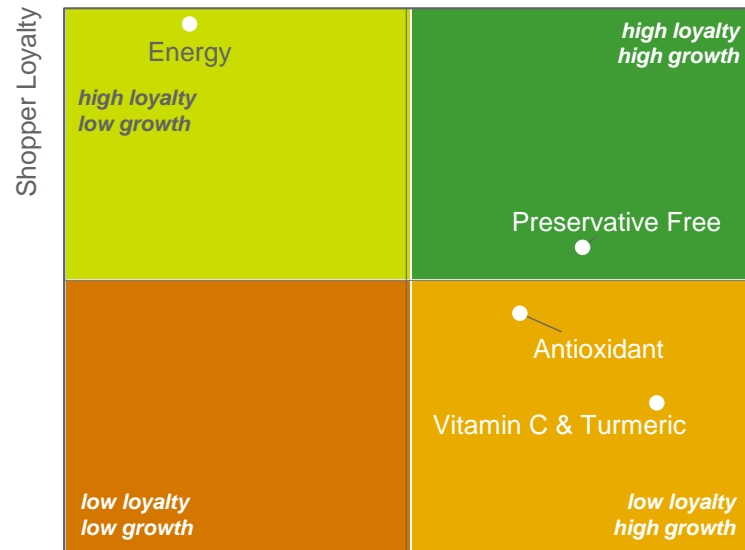 Shopper Loyalty
Energy
high loyalty
low growth
high loyalty
high growth
Preservative Free
Antioxidant
Vitamin C & Turmeric
low loyalty
low growth
low loyalty
high growth